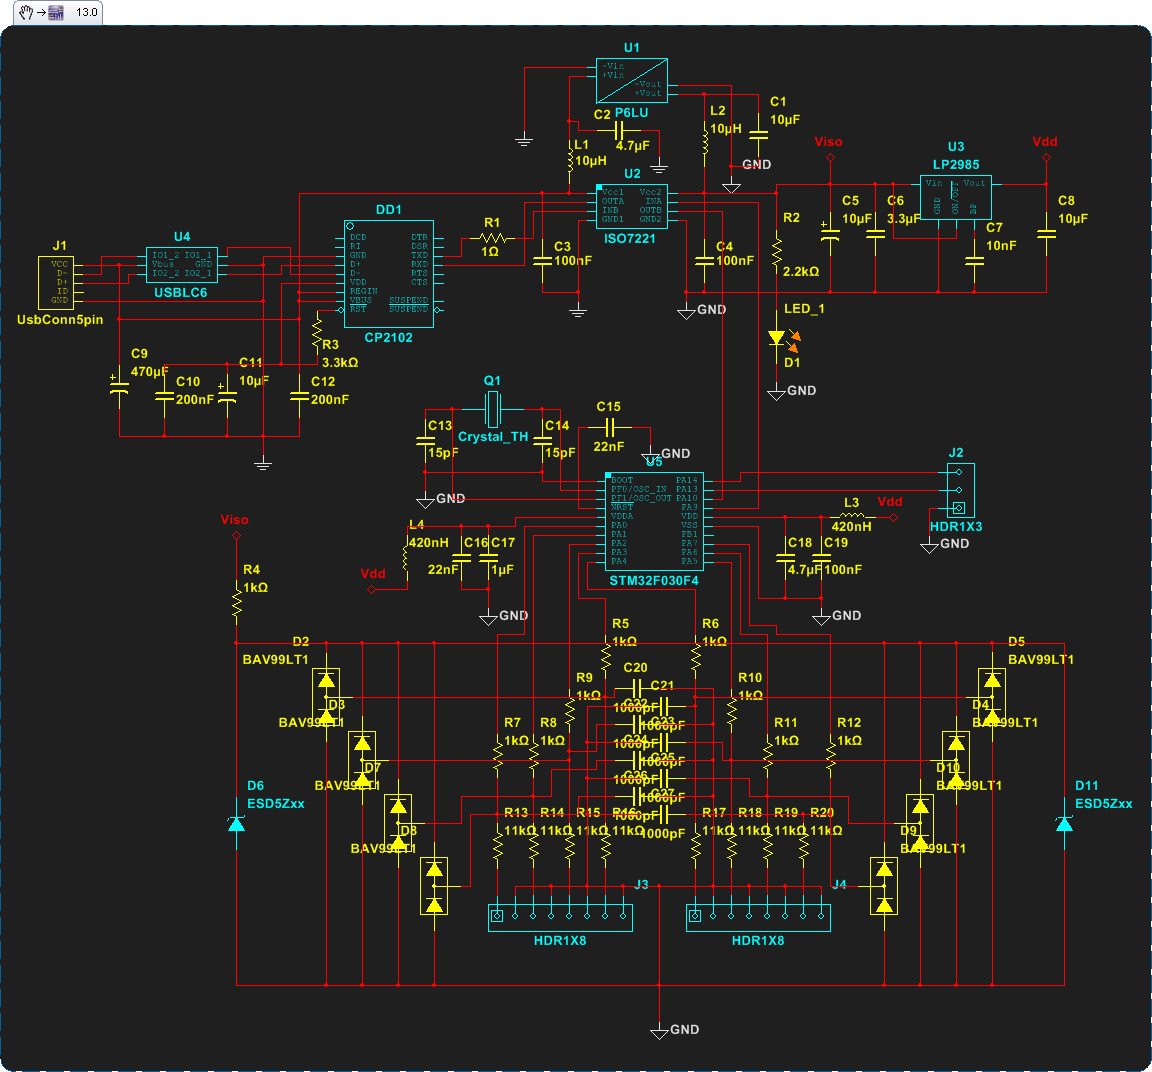 13.0
U1
-Vin
+Vin
-Vout
+Vout
P6LU
C2
4.7µF
L1
10µH
L2
10µH
C1
10µF
GND
Viso
Vdd
U3
LP2985
Vin
Vout
GND
ON/OFF
BP
U2
Vcc1
OUTA
INB
GND1
Vcc2
INA
OUTB
GND2
ISO7221
C5
10µF
C6
3.3µF
C8
10µF
C7
10nF
R2
2.2kΩ
C3
100nF
C4
100nF
GND
LED_1
D1
GND
DD1
DCD
RI
GND
D+
D-
VDD
REGIN
VBUS
RST
DTR
DSR
TXD
RXD
RTS
CTS
SUSPEND
SUSPEND
CP2102
R1
1Ω
U4
IO1_2
IO1_1
Vbus
GND
IO2_2
IO2_1
USBLC6
J1
VCC
D-
D+
ID
GND
UsbConn5pin
R3
3.3kΩ
C9
470µF
C10
200nF
C11
10µF
C12
200nF
Q1
Crystal_TH
C13
15pF
C14
15pF
GND
C15
22nF
GND
U5
BOOT
PF0/OSC_IN
PF1/OSC_OUT
NRST
VDDA
PA0
PA1
PA2
PA3
PA4
PA14
PA13
PA10
PA9
VDD
VSS
PB1
PA7
PA6
PA5
STM32F030F4
J2
HDR1X3
GND
L3
420nH
Vdd
C18
4.7µF
C19
100nF
GND
L4
420nH
C16
22nF
C17
1µF
Vdd
GND
Viso
R4
1kΩ
R5
1kΩ
R6
1kΩ
D2
BAV99LT1
D3
BAV99LT1
D7
BAV99LT1
D8
BAV99LT1
D5
BAV99LT1
D4
BAV99LT1
D10
BAV99LT1
D9
BAV99LT1
R9
1kΩ
R10
1kΩ
C20
1000pF
C21
1000pF
C22
1000pF
C23
1000pF
C24
1000pF
C25
1000pF
C26
1000pF
C27
1000pF
R7
1kΩ
R8
1kΩ
R11
1kΩ
R12
1kΩ
D6
ESD5Zxx
D11
ESD5Zxx
R13
11kΩ
R14
11kΩ
R15
11kΩ
R16
11kΩ
R17
11kΩ
R18
11kΩ
R19
11kΩ
R20
11kΩ
J3
HDR1X8
J4
HDR1X8
GND